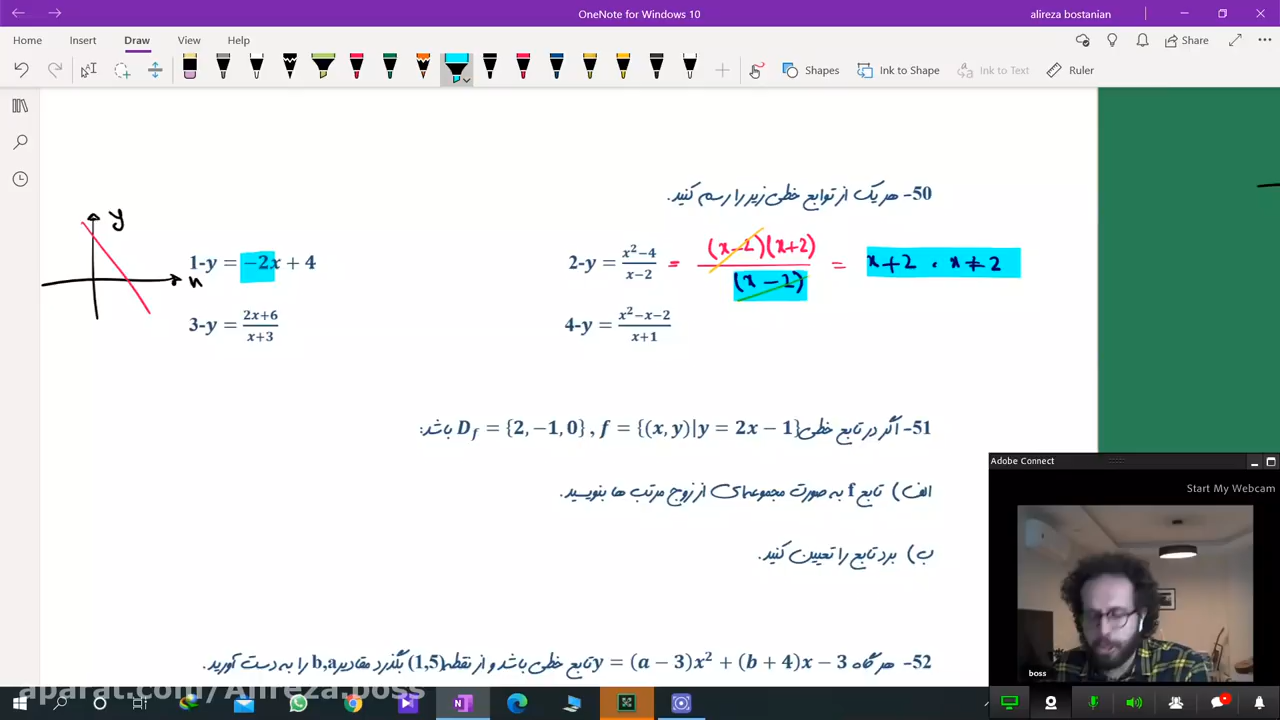 OneNote for Windows 10
alireza bostanian
Home Insert Draw View Help
Share
Shapes Ink to Shape Ink to Text Ruler
50- هر یک از توابع خطی زیر را رسم کنید.
y
x
1-y = −2x + 4
2-y = x²−4/x−2 = (x−2)(x+2)/(x−2) = x+2 , x≠2
3-y = 2x+6/x+3
4-y = x²−x−2/x+1
51- اگر در تابع خطی f = {(x, y)|y = 2x − 1} , D_f = {2, −1, 0} باشد:
الف) تابع f به صورت مجموعه‌ای از زوج مرتب ها بنویسید.
ب) برد تابع را تعیین کنید.
52- هرگاه y = (a − 3)x² + (b + 4)x − 3 تابع خطی باشد و از نقطه (1,5) بگذرد مقادیر b,a را به دست آورید.
Adobe Connect
Start My Webcam
boss
aparat.com/Alireza.boss